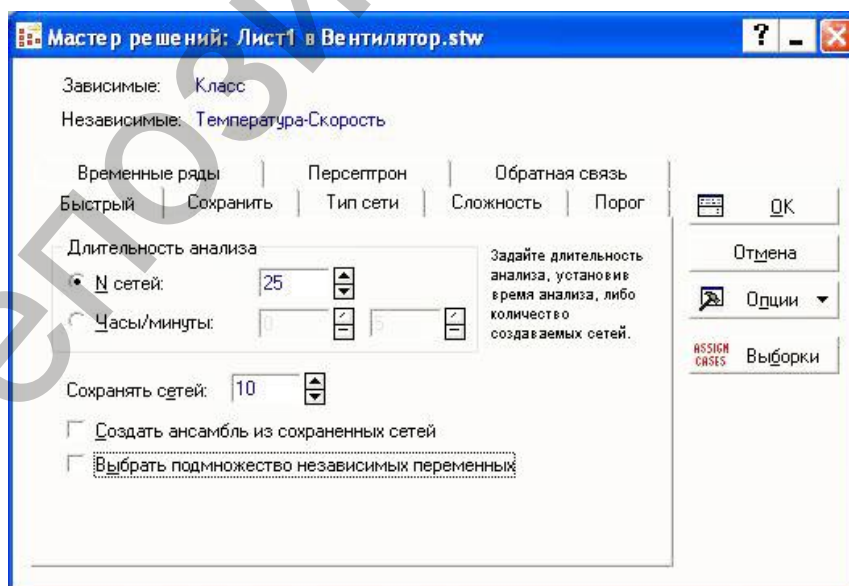 Мастер решений: Лист1 в Вентилятор.stw
Зависимые: Класс
Независимые: Температура-Скорость
Временные ряды Персептрон Обратная связь
Быстрый Сохранить Тип сети Сложность Порог
Длительность анализа
N сетей: 25
Часы/минуты: 0 5
Задайте длительность
анализа, установив
время анализа, либо
количество
создаваемых сетей.
Сохранять сетей: 10
Создать ансамбль из сохраненных сетей
Выбрать подмножество независимых переменных
OK
Отмена
Опции
ASSIGN
CASES Выборки